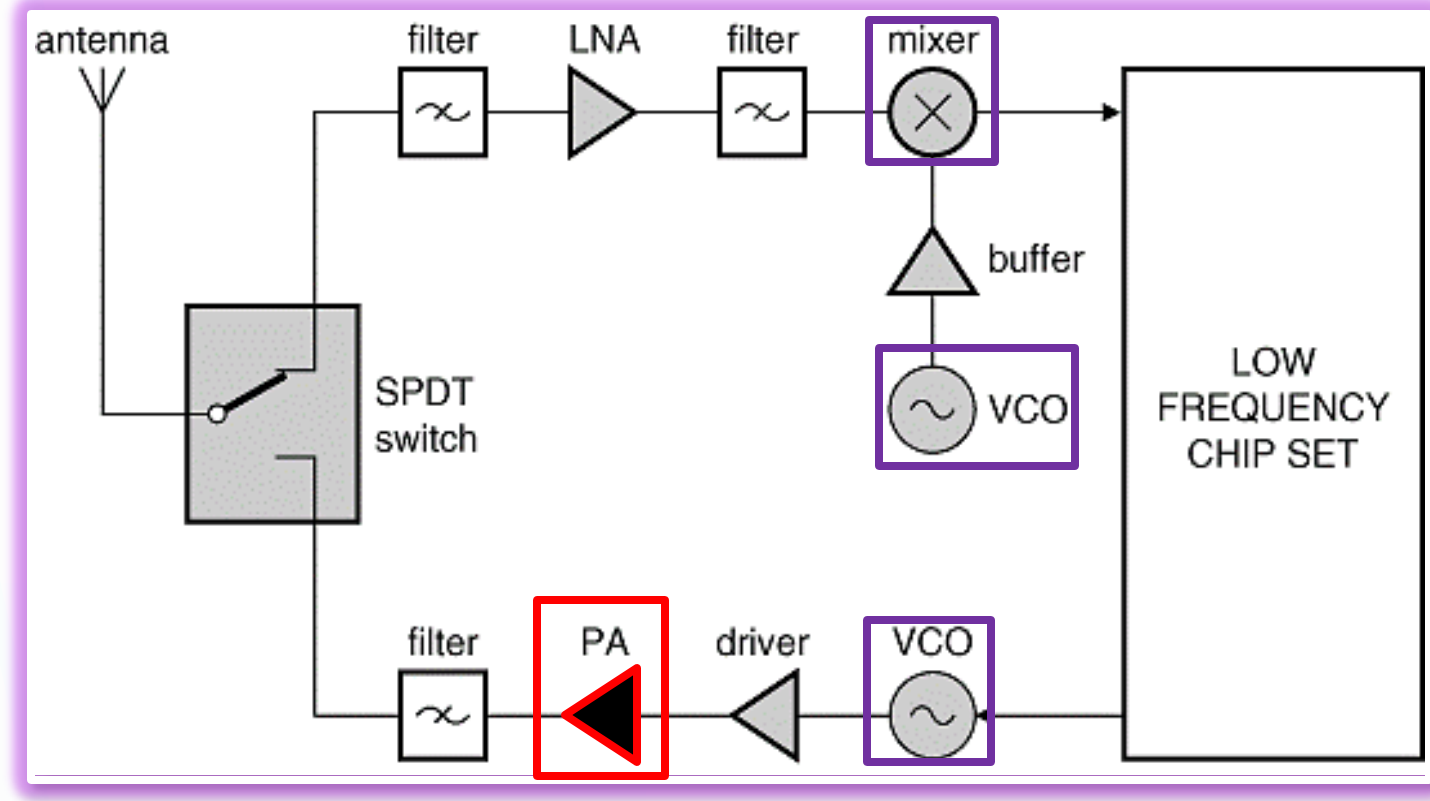 antenna
filter
LNA
filter
mixer
buffer
SPDT
switch
VCO
LOW
FREQUENCY
CHIP SET
filter
PA
driver
VCO